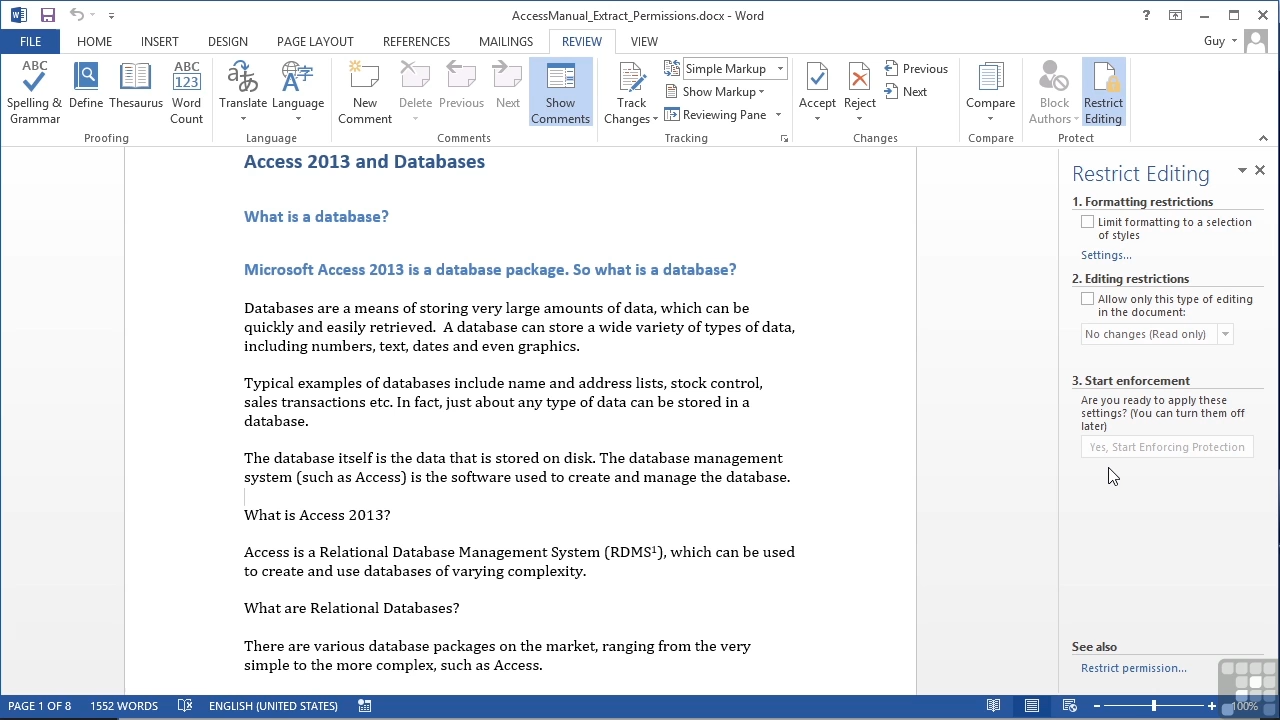 AccessManual_Extract_Permissions.docx - Word
?
FILE HOME INSERT DESIGN PAGE LAYOUT REFERENCES MAILINGS REVIEW VIEW Guy
ABC Spelling & Grammar
Define
Thesaurus
ABC 123 Word Count
Translate
Language
New Comment
Delete
Previous
Next
Show Comments
Track Changes
Simple Markup
Show Markup
Reviewing Pane
Accept
Reject
Previous
Next
Compare
Block Authors
Restrict Editing
Proofing Language Comments Tracking Changes Compare Protect
Access 2013 and Databases
What is a database?
Microsoft Access 2013 is a database package. So what is a database?
Databases are a means of storing very large amounts of data, which can be
quickly and easily retrieved.  A database can store a wide variety of types of data,
including numbers, text, dates and even graphics.
Typical examples of databases include name and address lists, stock control,
sales transactions etc. In fact, just about any type of data can be stored in a
database.
The database itself is the data that is stored on disk. The database management
system (such as Access) is the software used to create and manage the database.
What is Access 2013?
Access is a Relational Database Management System (RDMS¹), which can be used
to create and use databases of varying complexity.
What are Relational Databases?
There are various database packages on the market, ranging from the very
simple to the more complex, such as Access.
Restrict Editing
1. Formatting restrictions
Limit formatting to a selection
of styles
Settings...
2. Editing restrictions
Allow only this type of editing
in the document:
No changes (Read only)
3. Start enforcement
Are you ready to apply these
settings? (You can turn them off
later)
Yes, Start Enforcing Protection
See also
Restrict permission...
PAGE 1 OF 8 1552 WORDS ENGLISH (UNITED STATES) 100%